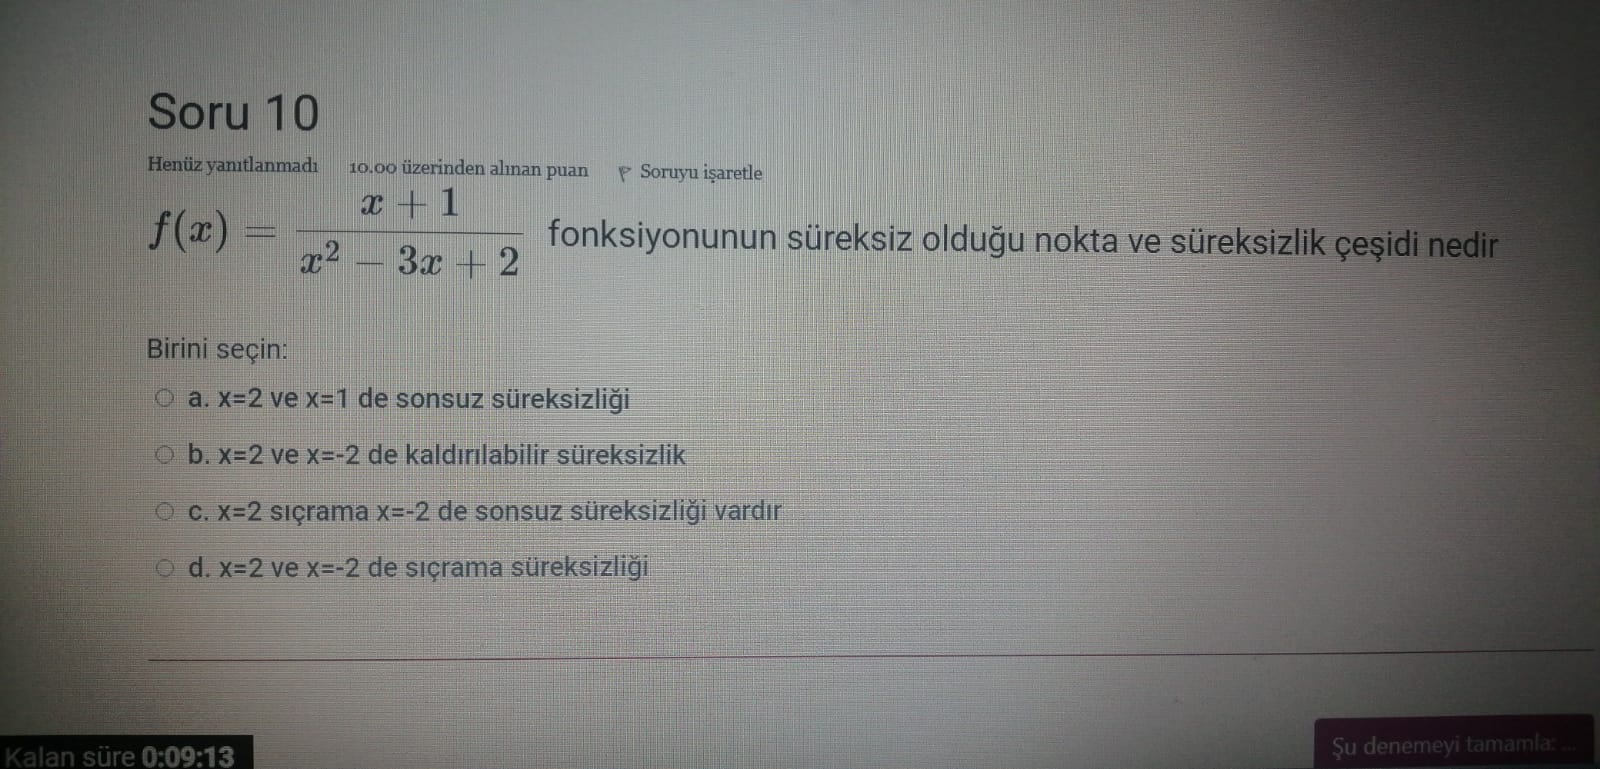 Soru 10
Henüz yanıtlanmadı 10.00 üzerinden alınan puan Soruyu işaretle
f(x) = \frac{x + 1}{x^2 - 3x + 2} fonksiyonunun süreksiz olduğu nokta ve süreksizlik çeşidi nedir
Birini seçin:
a. x=2 ve x=1 de sonsuz süreksizliği
b. x=2 ve x=-2 de kaldırılabilir süreksizlik
c. x=2 sıçrama x=-2 de sonsuz süreksizliği vardır
d. x=2 ve x=-2 de sıçrama süreksizliği
Kalan süre 0:09:13
Şu denemeyi tamamla: ...